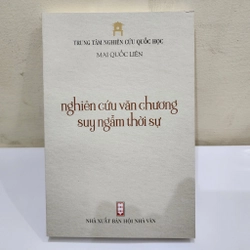 TRUNG TÂM NGHIÊN CỨU QUỐC HỌC
MAI QUỐC LIÊN
nghiên cứu văn chương
suy ngẫm thời sự
NHÀ XUẤT BẢN HỘI NHÀ VĂN